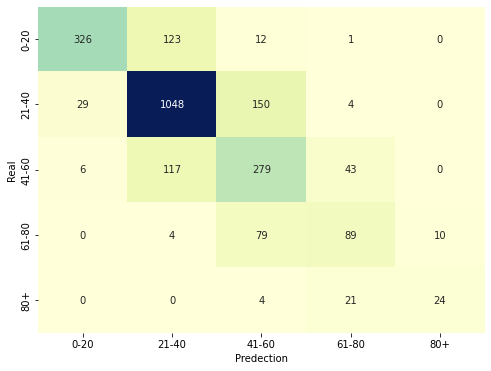 0-20 326 123 12 1 0
21-40 29 1048 150 4 0
Real
41-60 6 117 279 43 0
61-80 0 4 79 89 10
80+ 0 0 4 21 24
0-20 21-40 41-60 61-80 80+
Predection